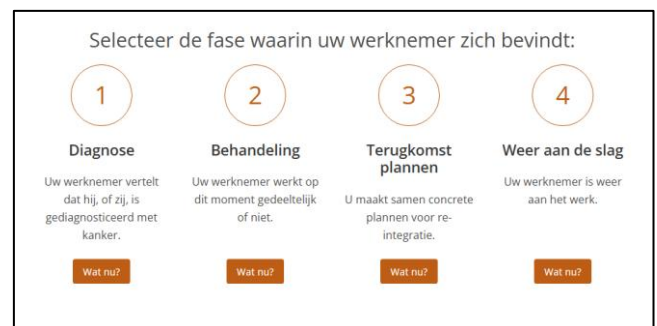 Selecteer de fase waarin uw werknemer zich bevindt:
1
Diagnose
Uw werknemer vertelt
dat hij, of zij, is
gediagnosticeerd met
kanker.
Wat nu?
2
Behandeling
Uw werknemer werkt op
dit moment gedeeltelijk
of niet.
Wat nu?
3
Terugkomst
plannen
U maakt samen concrete
plannen voor re-
integratie.
Wat nu?
4
Weer aan de slag
Uw werknemer is weer
aan het werk.
Wat nu?